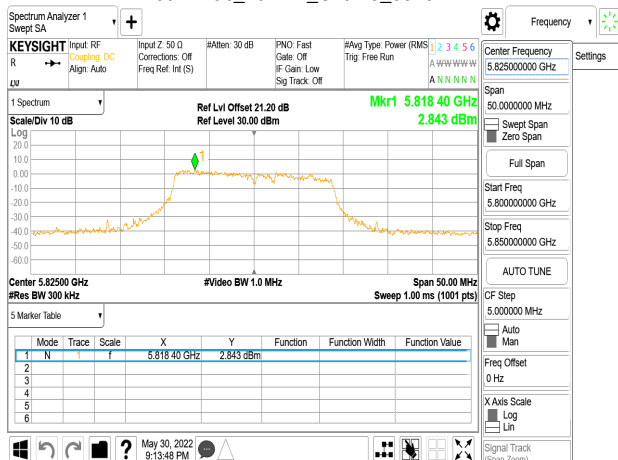 Spectrum Analyzer 1
Swept SA
KEYSIGHT
R
Input: RF
Coupling: DC
Align: Auto
Input Z: 50 Ω
Corrections: Off
Freq Ref: Int (S)
#Atten: 30 dB
PNO: Fast
Gate: Off
IF Gain: Low
Sig Track: Off
#Avg Type: Power (RMS
Trig: Free Run
1 2 3 4 5 6
A W W W W W
A N N N N N
1 Spectrum
Scale/Div 10 dB
Ref Lvl Offset 21.20 dB
Ref Level 30.00 dBm
Mkr1 5.818 40 GHz
2.843 dBm
Log
20.0
10.0
0.00
-10.0
-20.0
-30.0
-40.0
-50.0
-60.0
1
Center 5.82500 GHz
#Video BW 1.0 MHz
Span 50.00 MHz
#Res BW 300 kHz
Sweep 1.00 ms (1001 pts)
5 Marker Table
Mode Trace Scale X Y Function Function Width Function Value
1 N 1 f 5.818 40 GHz 2.843 dBm
2
3
4
5
6
May 30, 2022
9:13:48 PM
Frequency
Settings
Center Frequency
5.825000000 GHz
Span
50.0000000 MHz
Swept Span
Zero Span
Full Span
Start Freq
5.800000000 GHz
Stop Freq
5.850000000 GHz
AUTO TUNE
CF Step
5.000000 MHz
Auto
Man
Freq Offset
0 Hz
X Axis Scale
Log
Lin
Signal Track